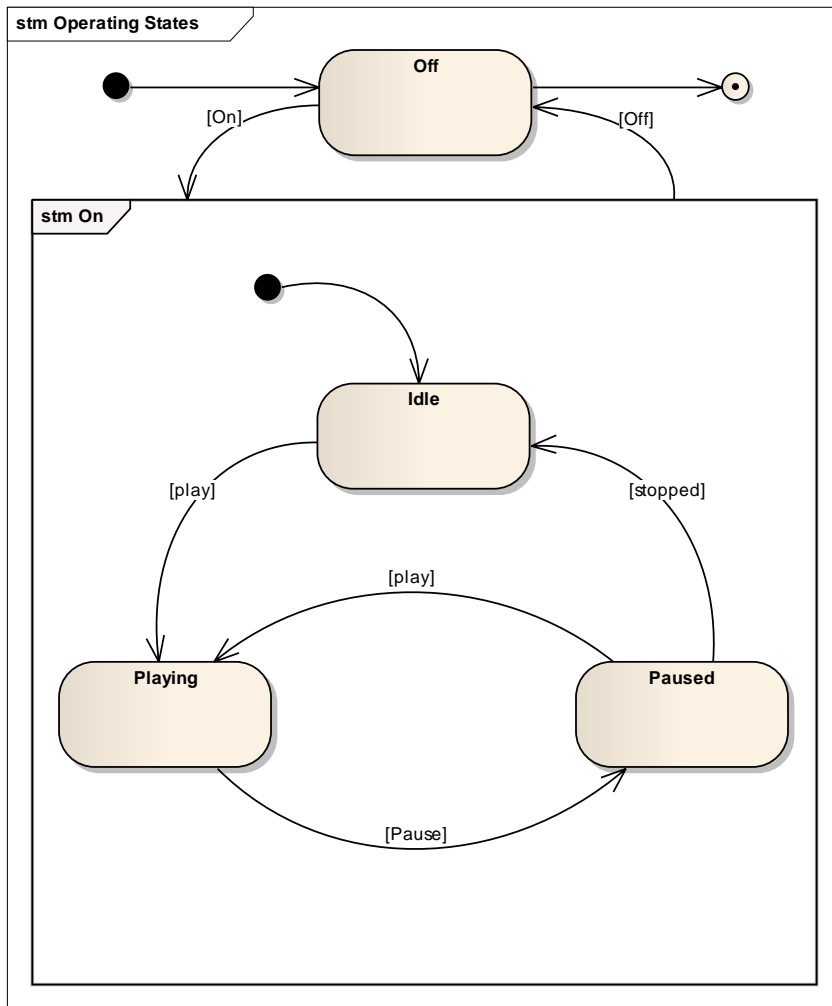 stm Operating States
Off
[On]
[Off]
stm On
Idle
[play]
[stopped]
[play]
Playing
Paused
[Pause]